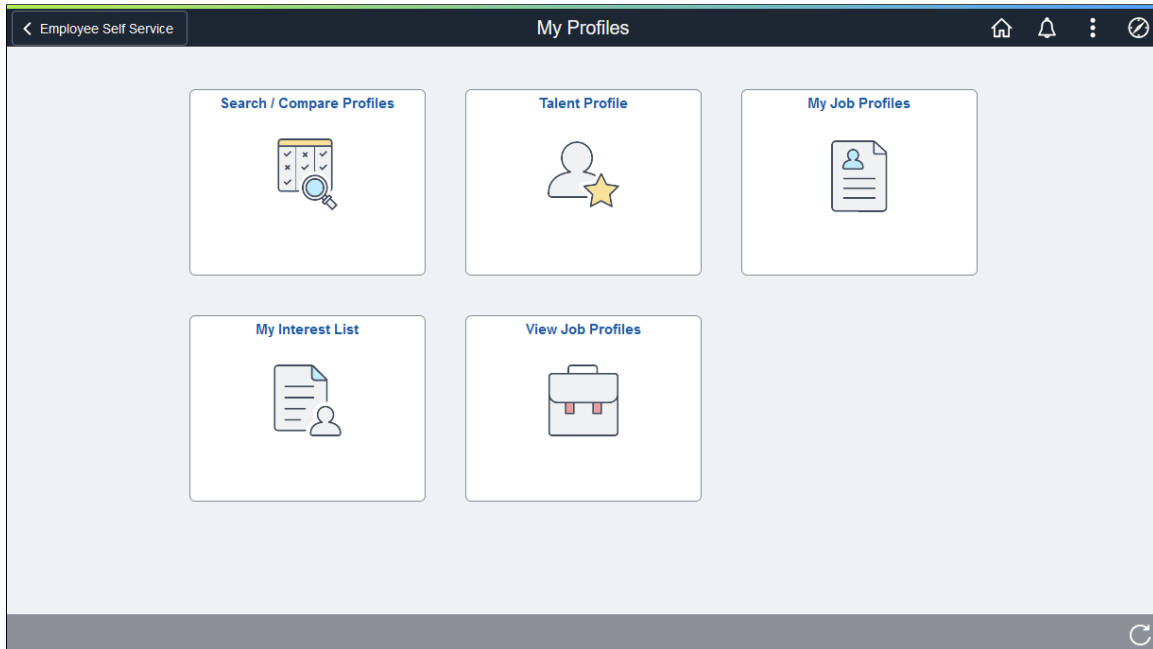 Employee Self Service
My Profiles
Search / Compare Profiles
Talent Profile
My Job Profiles
My Interest List
View Job Profiles